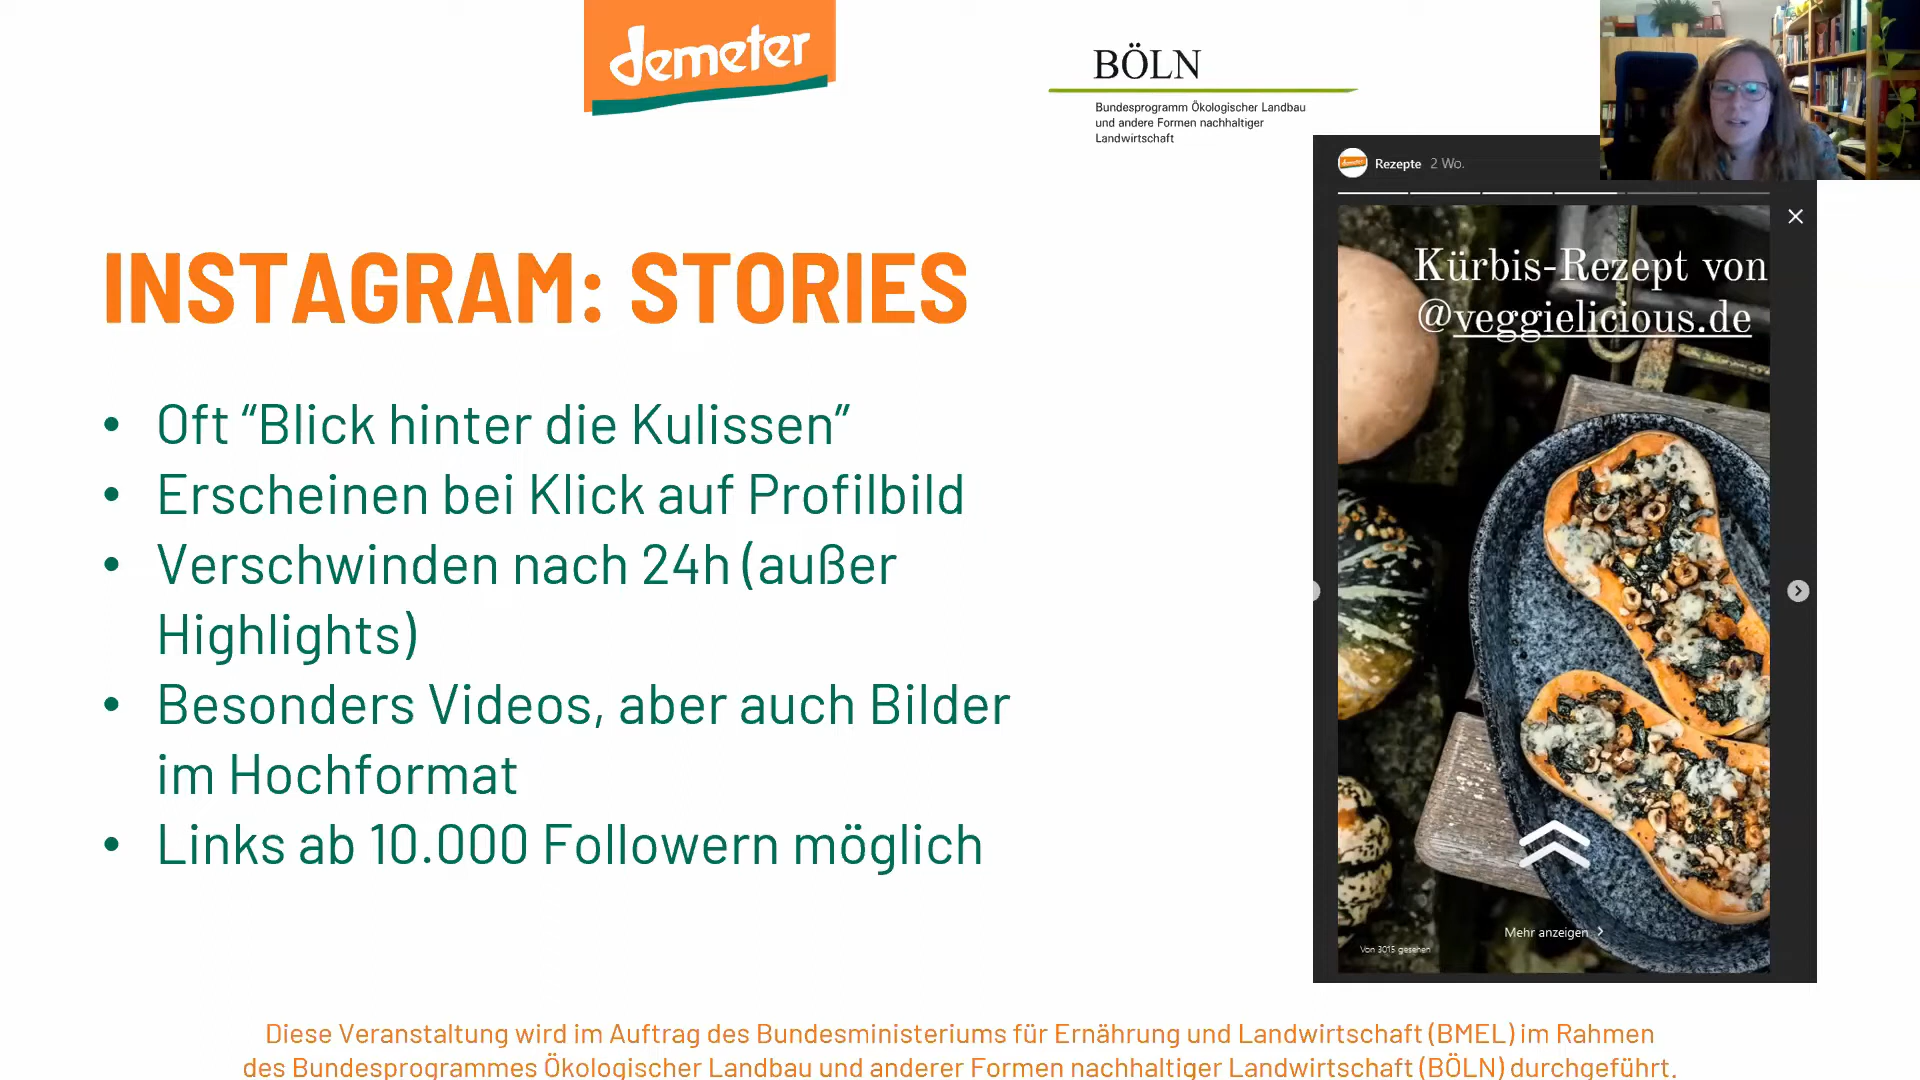 demeter
BÖLN
Bundesprogramm Ökologischer Landbau
und andere Formen nachhaltiger
Landwirtschaft
demeter
Rezepte 2 Wo.
Kürbis-Rezept von
@veggielicious.de
INSTAGRAM: STORIES
• Oft “Blick hinter die Kulissen”
• Erscheinen bei Klick auf Profilbild
• Verschwinden nach 24h (außer
Highlights)
• Besonders Videos, aber auch Bilder
im Hochformat
• Links ab 10.000 Followern möglich
Mehr anzeigen
Von 3015 gesehen
Diese Veranstaltung wird im Auftrag des Bundesministeriums für Ernährung und Landwirtschaft (BMEL) im Rahmen
des Bundesprogrammes Ökologischer Landbau und anderer Formen nachhaltiger Landwirtschaft (BÖLN) durchgeführt.